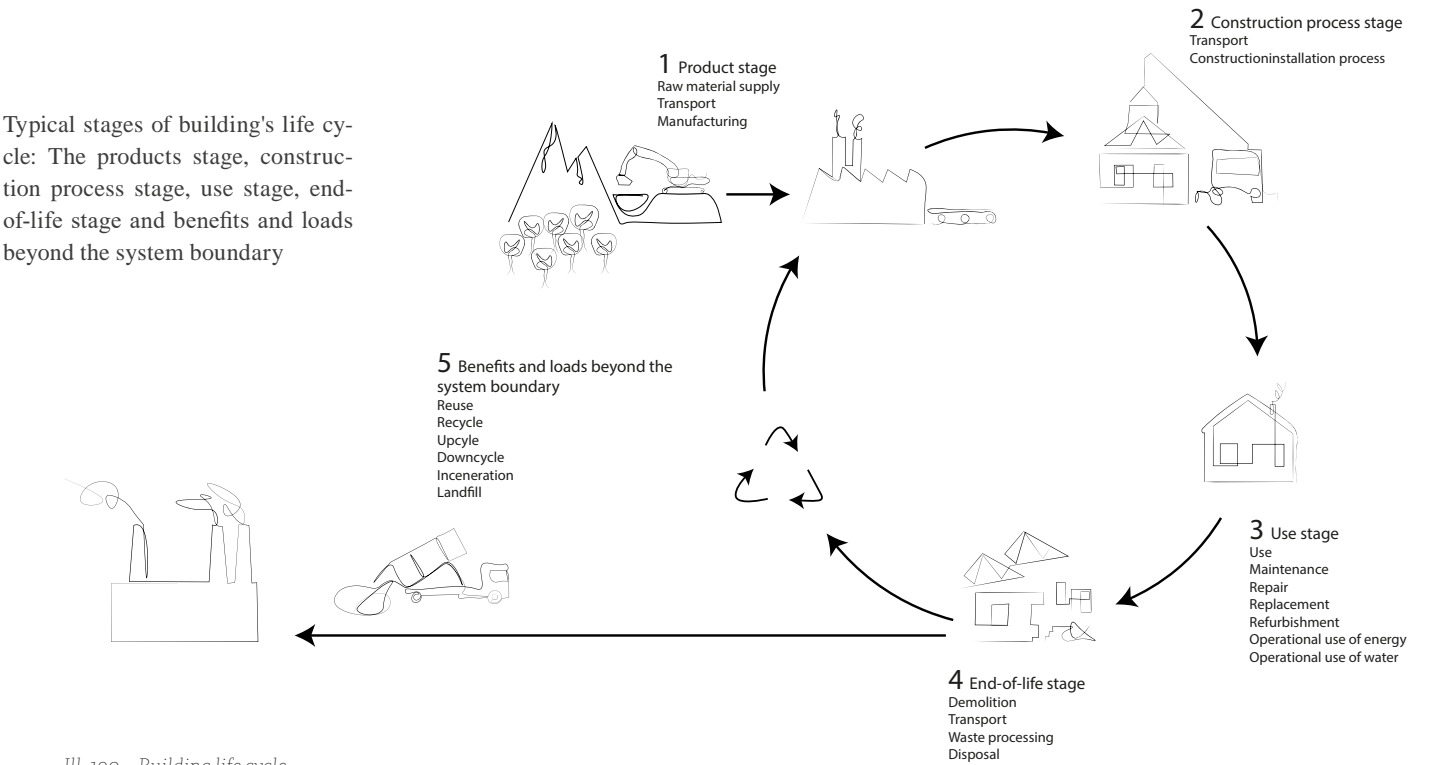 Typical stages of building's life cy-
cle: The products stage, construc-
tion process stage, use stage, end-
of-life stage and benefits and loads
beyond the system boundary
1 Product stage
Raw material supply
Transport
Manufacturing
2 Construction process stage
Transport
Constructioninstallation process
5 Benefits and loads beyond the
system boundary
Reuse
Recycle
Upcyle
Downcycle
Inceneration
Landfill
3 Use stage
Use
Maintenance
Repair
Replacement
Refurbishment
Operational use of energy
Operational use of water
4 End-of-life stage
Demolition
Transport
Waste processing
Disposal
Building life cycle